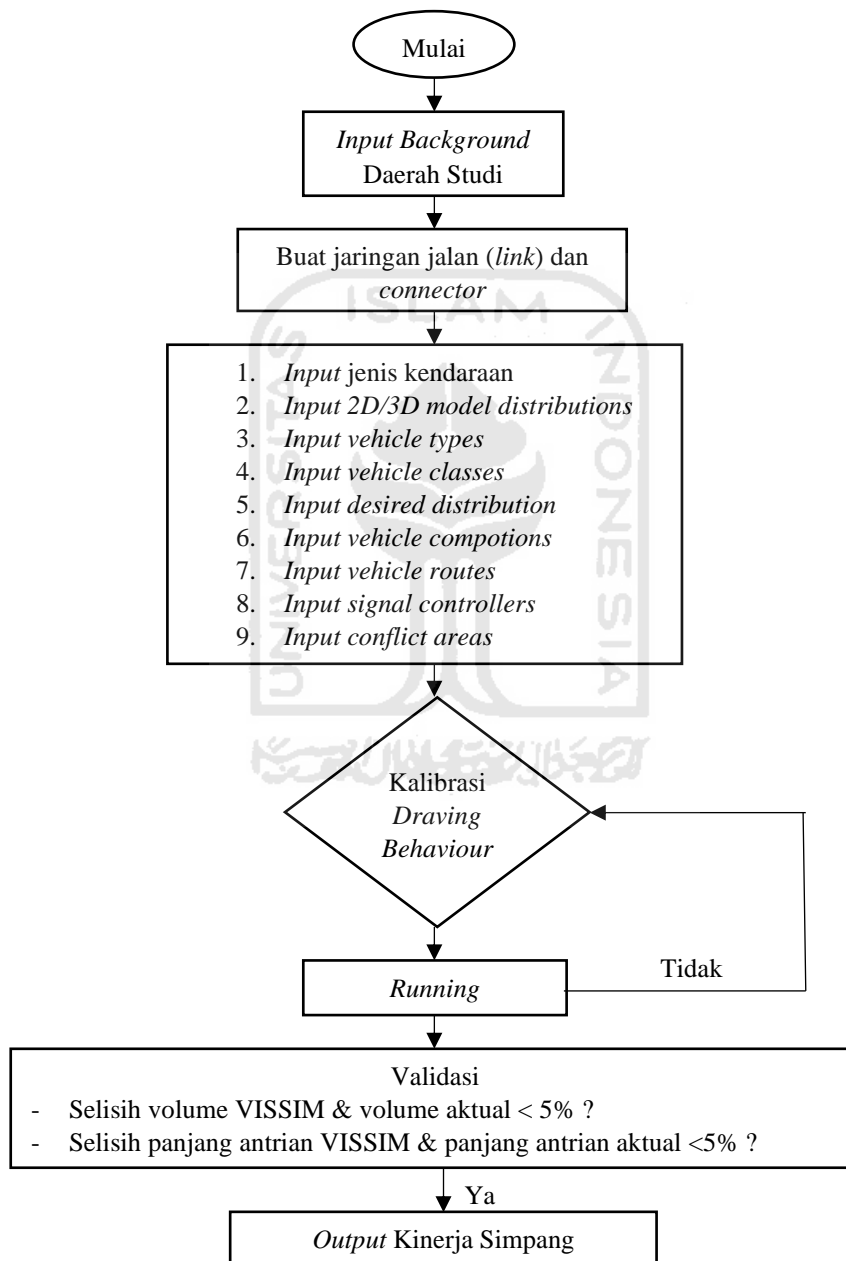 Mulai
Input Background
Daerah Studi
Buat jaringan jalan (link) dan
connector
ISLAM
UNIVERSITAS
INDONESIA
1. Input jenis kendaraan
2. Input 2D/3D model distributions
3. Input vehicle types
4. Input vehicle classes
5. Input desired distribution
6. Input vehicle compotions
7. Input vehicle routes
8. Input signal controllers
9. Input conflict areas
Kalibrasi
Draving
Behaviour
Running
Tidak
Validasi
- Selisih volume VISSIM & volume aktual < 5% ?
- Selisih panjang antrian VISSIM & panjang antrian aktual <5% ?
Ya
Output Kinerja Simpang